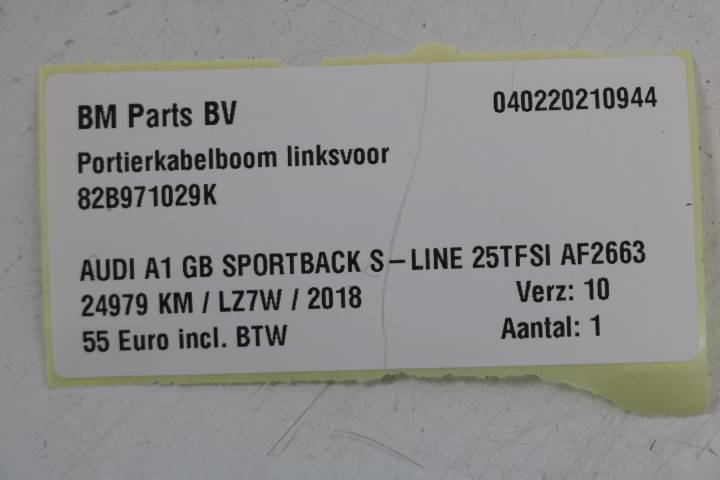 BM Parts BV 040220210944
Portierkabelboom linksvoor
82B971029K
AUDI A1 GB SPORTBACK S-LINE 25TFSI AF2663
24979 KM / LZ7W / 2018 Verz: 10
55 Euro incl. BTW Aantal: 1